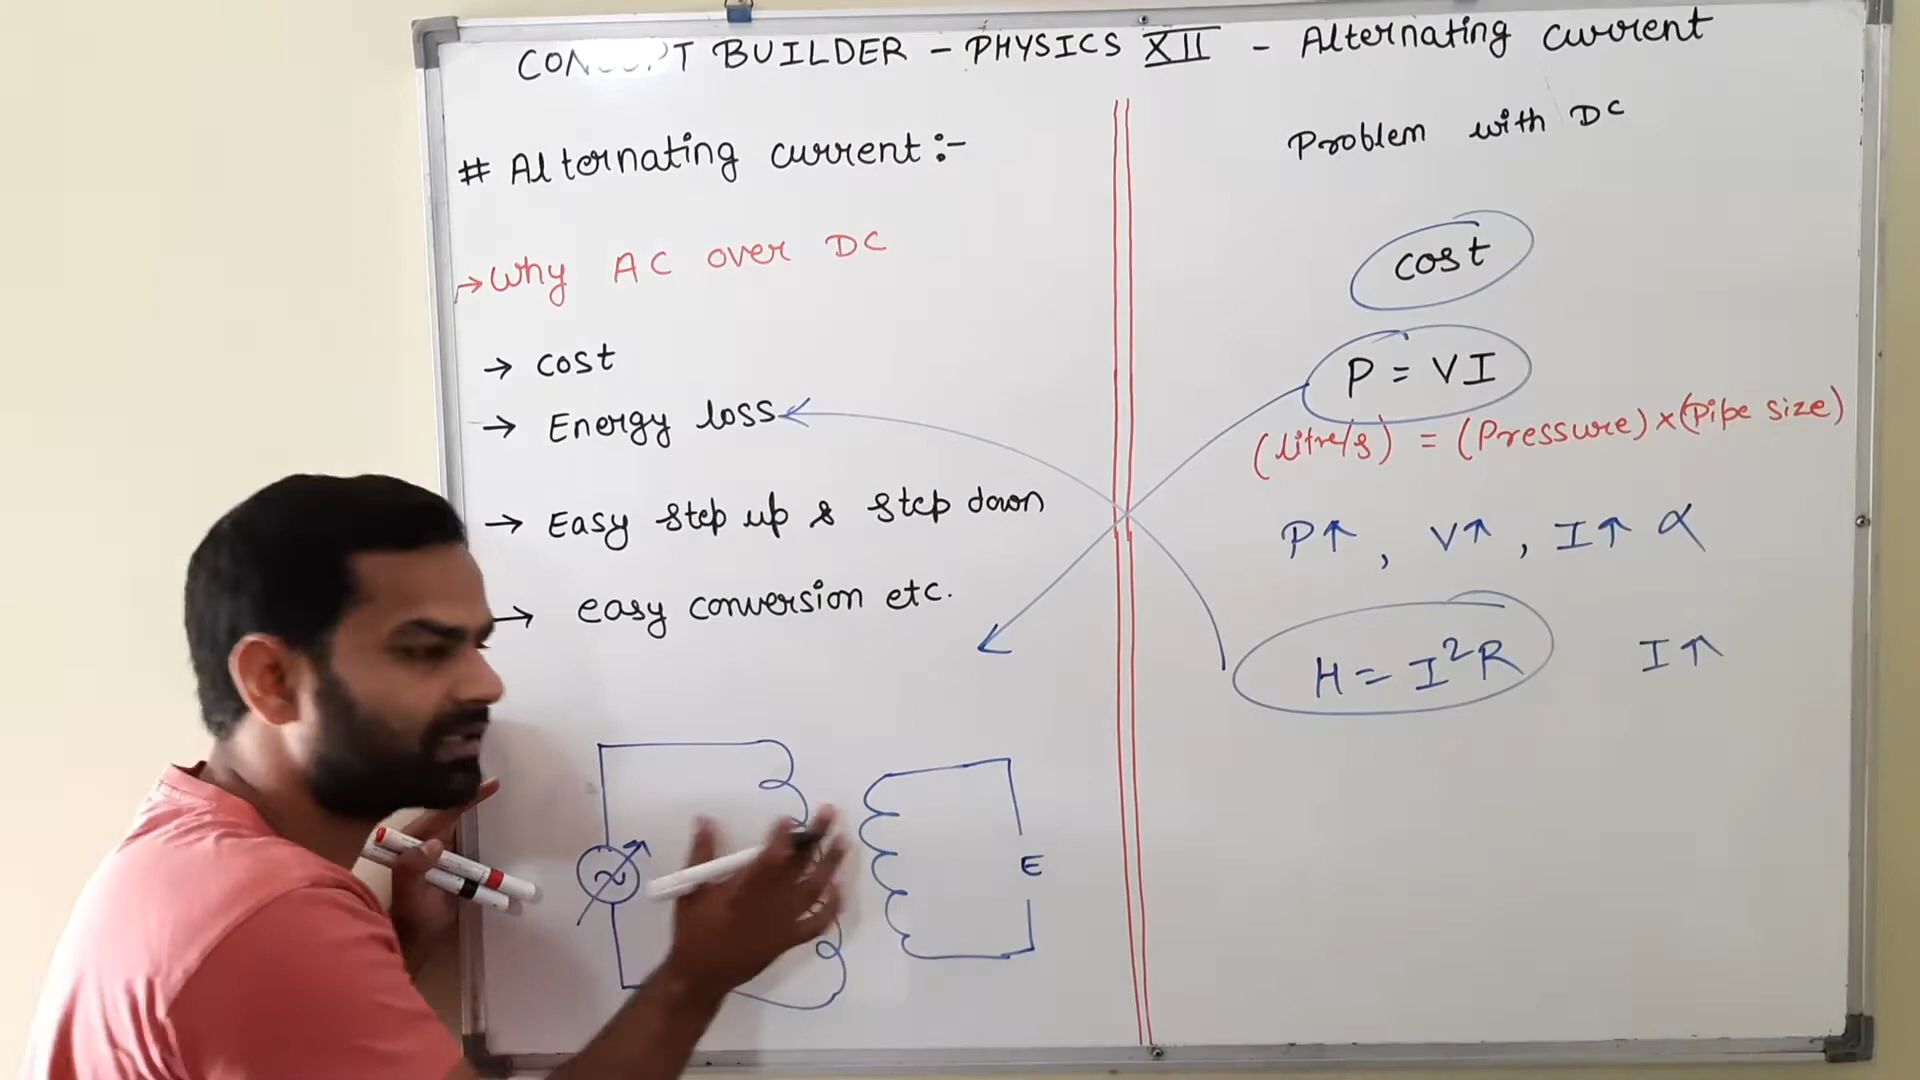 CONCEPT BUILDER - PHYSICS XII - Alternating current
# Alternating current :-
→ Why AC over DC
→ cost
→ Energy loss
→ Easy step up & step down
→ easy conversion etc.
E
Problem with DC
cost
P = VI
(litre/s) = (Pressure) × (Pipe size)
P↑ , V↑ , I↑ α
H = I²R I↑